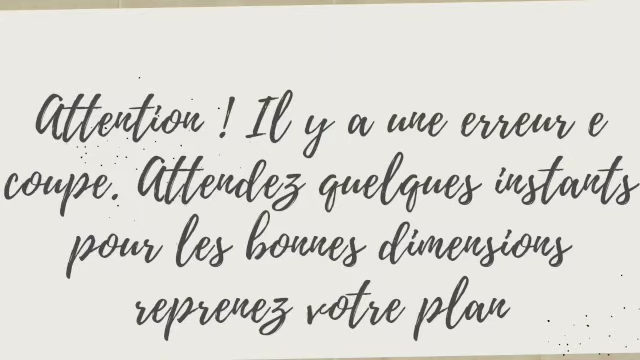 Attention ! Il y a une erreur e
coupe. Attendez quelques instants
pour les bonnes dimensions
reprenez votre plan